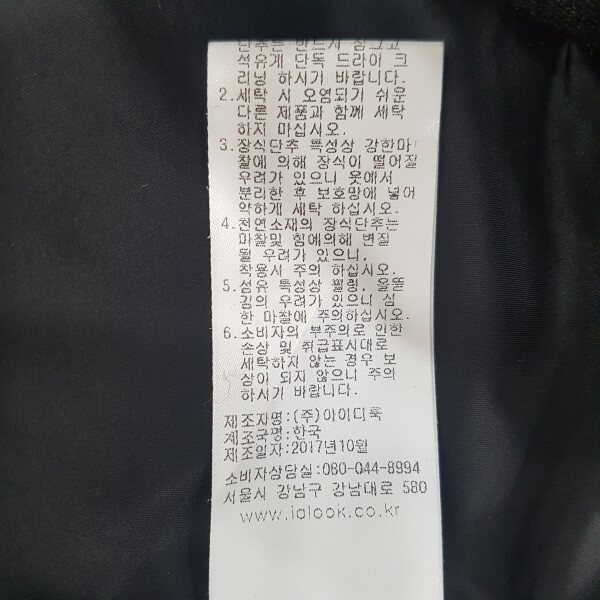 단추는 반드시 잠그고
석유계 단독 드라이 크
리닝 하시기 바랍니다.
2.세탁 시 오염되기 쉬운
다른 제품과 함께 세탁
하지 마십시오.
3.장식단추 특성상 강한마
찰에 의해 장식이 떨어질
우려가 있으니 옷에서
분리한 후 보호망에 넣어
약하게 세탁 하십시오.
4.천연소재의 장식단추는
마찰및 힘에의해 변질
될 우려가 있으니,
착용시 주의 하십시오.
5.섬유 특성상 필링, 올뜯
김의 우려가 있으니 심
한 마찰에 주의하십시오.
6.소비자의 부주의로 인한
손상 및 취급표시대로
세탁하지 않는 경우 보
상이 되지 않으니 주의
하시기 바랍니다.
제조자명:(주)아이디룩
제조국명:한국
제조일자:2017년10월
소비자상담실:080-044-8994
서울시 강남구 강남대로 580
www.idlook.co.kr